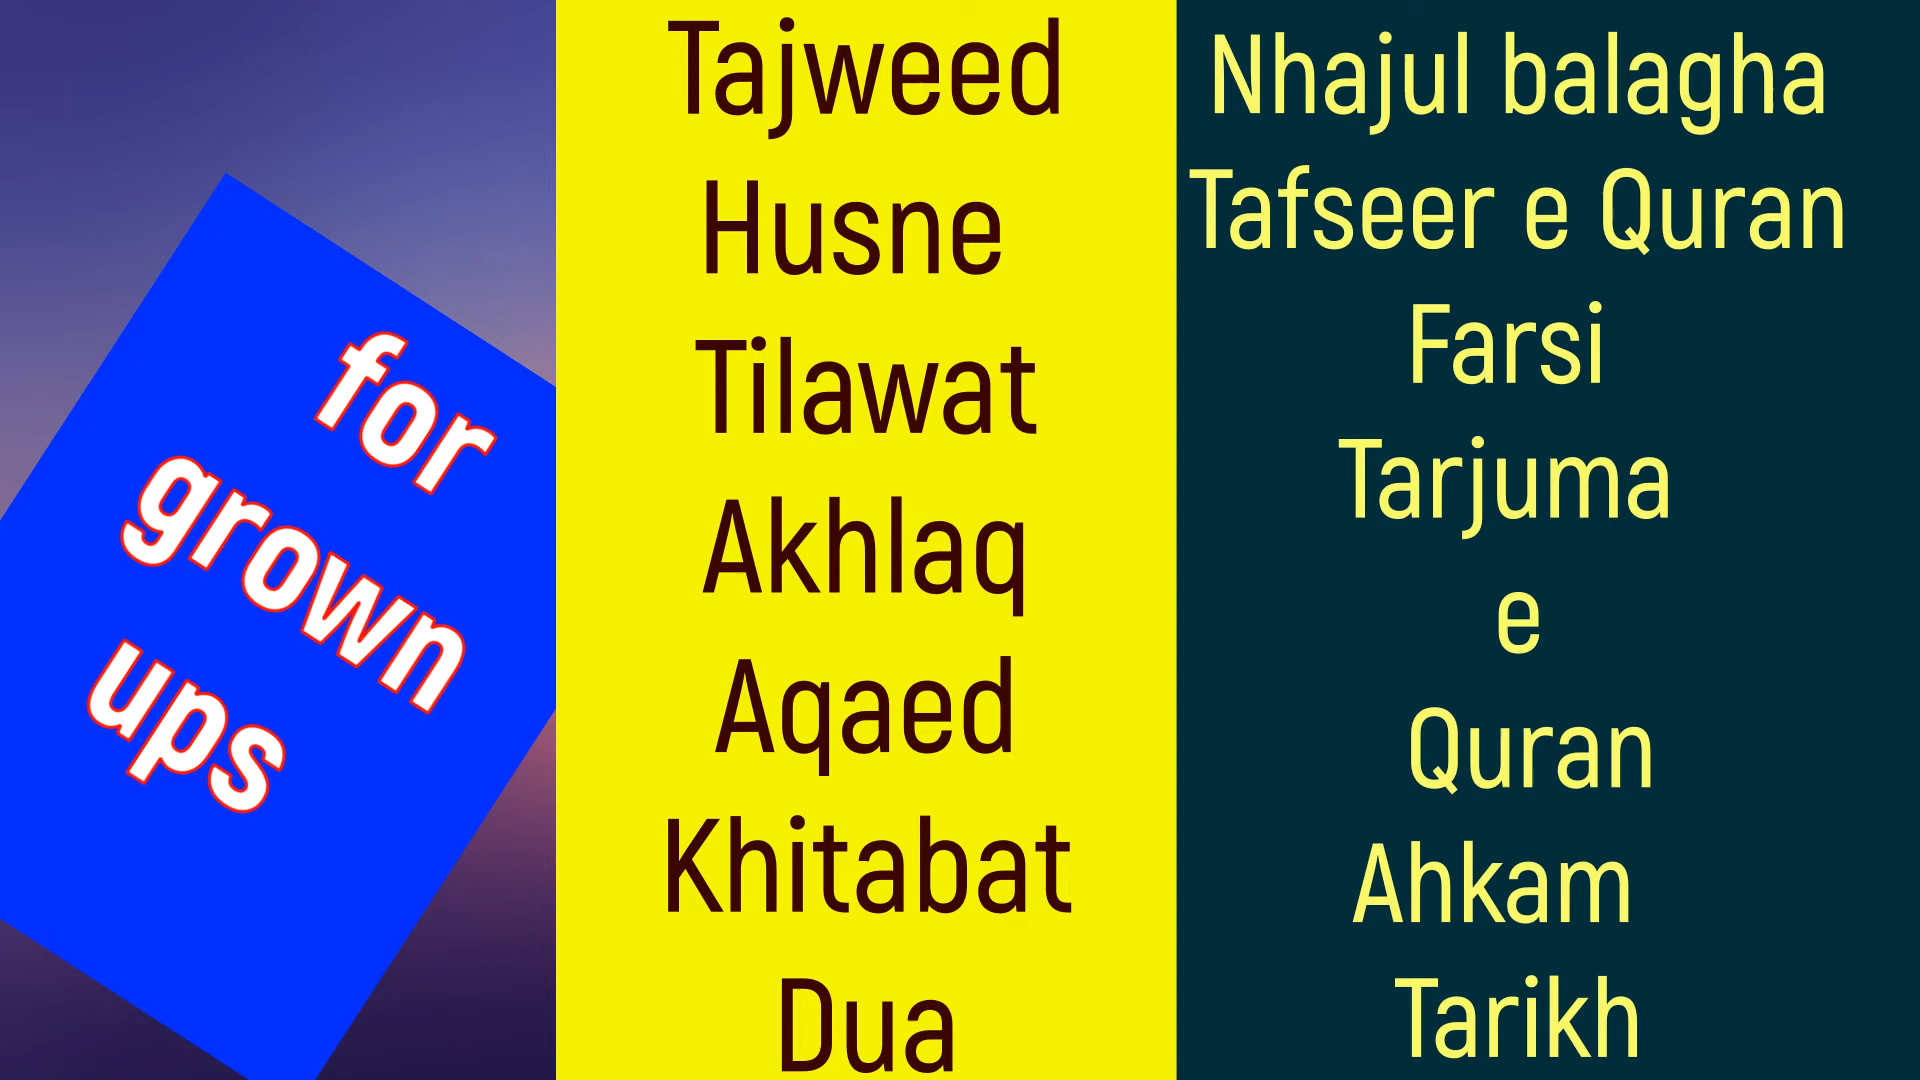 for
grown
ups
Tajweed
Husne
Tilawat
Akhlaq
Aqaed
Khitabat
Dua
Nhajul balagha
Tafseer e Quran
Farsi
Tarjuma
e
Quran
Ahkam
Tarikh